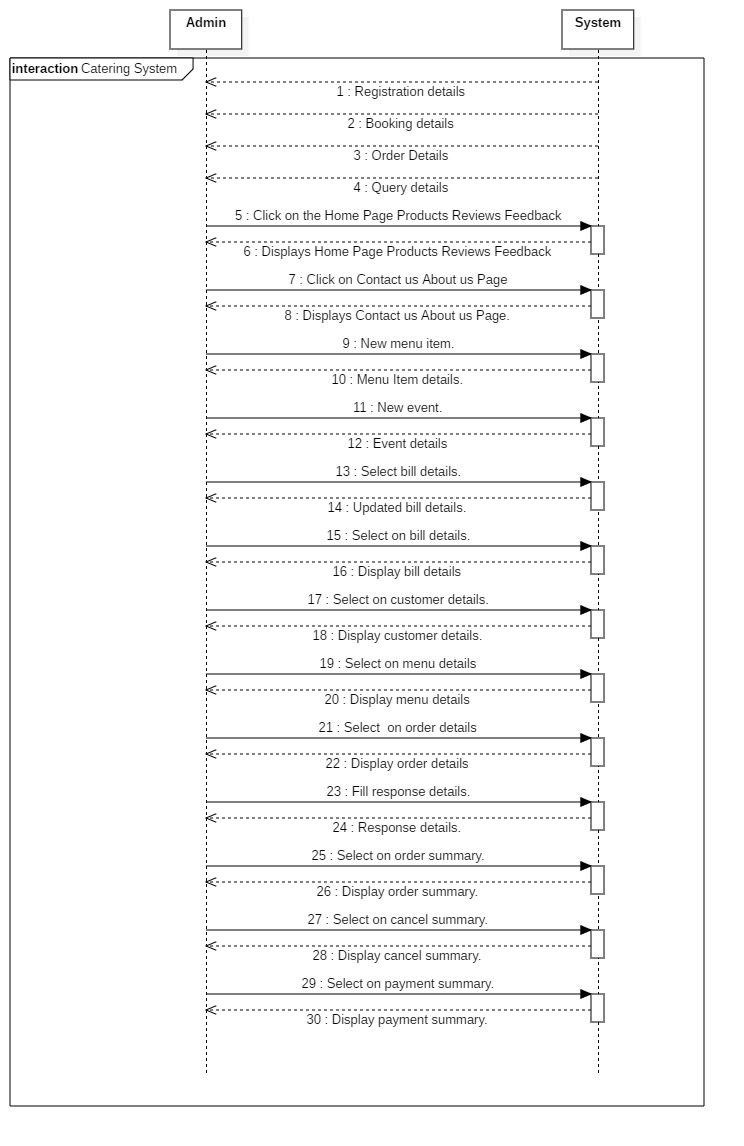 Admin System
interaction Catering System
1 : Registration details
2 : Booking details
3 : Order Details
4 : Query details
5 : Click on the Home Page Products Reviews Feedback
6 : Displays Home Page Products Reviews Feedback
7 : Click on Contact us About us Page
8 : Displays Contact us About us Page.
9 : New menu item.
10 : Menu Item details.
11 : New event.
12 : Event details
13 : Select bill details.
14 : Updated bill details.
15 : Select on bill details.
16 : Display bill details
17 : Select on customer details.
18 : Display customer details.
19 : Select on menu details
20 : Display menu details
21 : Select  on order details
22 : Display order details
23 : Fill response details.
24 : Response details.
25 : Select on order summary.
26 : Display order summary.
27 : Select on cancel summary.
28 : Display cancel summary.
29 : Select on payment summary.
30 : Display payment summary.